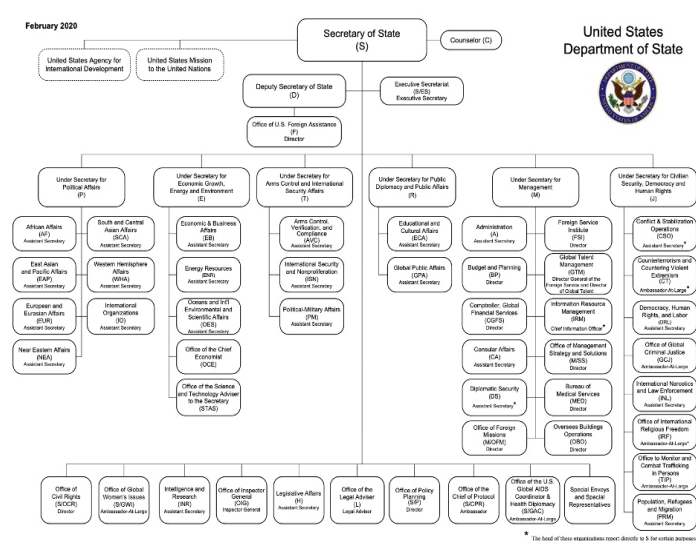 February 2020
United States
Department of State
Secretary of State
(S)
Counselor (C)
United States Agency for
International Development
United States Mission
to the United Nations
Deputy Secretary of State
(D)
Executive Secretariat
(S/ES)
Executive Secretary
Office of U.S. Foreign Assistance
(F)
Director
Under Secretary for
Political Affairs
(P)
Under Secretary for
Economic Growth,
Energy and Environment
(E)
Under Secretary for
Arms Control and International
Security Affairs
(T)
Under Secretary for Public
Diplomacy and Public Affairs
(R)
Under Secretary for
Management
(M)
Under Secretary for Civilian
Security, Democracy and
Human Rights
(J)
African Affairs
(AF)
Assistant Secretary
South and Central
Asian Affairs
(SCA)
Assistant Secretary
East Asian
and Pacific Affairs
(EAP)
Assistant Secretary
Western Hemisphere
Affairs
(WHA)
Assistant Secretary
European and
Eurasian Affairs
(EUR)
Assistant Secretary
International
Organizations
(IO)
Assistant Secretary
Near Eastern Affairs
(NEA)
Assistant Secretary
Economic & Business
Affairs
(EB)
Assistant Secretary
Energy Resources
(ENR)
Assistant Secretary
Oceans and Int'l
Environmental and
Scientific Affairs
(OES)
Assistant Secretary
Office of the Chief
Economist
(OCE)
Office of the Science
and Technology Adviser
to the Secretary
(STAS)
Arms Control,
Verification, and
Compliance
(AVC)
Assistant Secretary
International Security
and Nonproliferation
(ISN)
Assistant Secretary
Political-Military Affairs
(PM)
Assistant Secretary
Educational and
Cultural Affairs
(ECA)
Assistant Secretary
Global Public Affairs
(GPA)
Assistant Secretary
Administration
(A)
Assistant Secretary
Foreign Service
Institute
(FSI)
Director
Budget and Planning
(BP)
Director
Global Talent
Management
(GTM)
Director General of the
Foreign Service and Director
of Global Talent
Comptroller, Global
Financial Services
(CGFS)
Director
Information Resource
Management
(IRM)
Chief Information Officer*
Consular Affairs
(CA)
Assistant Secretary
Office of Management
Strategy and Solutions
(M/SS)
Director
Diplomatic Security
(DS)
Assistant Secretary*
Bureau of
Medical Services
(MED)
Director
Office of Foreign
Missions
(M/OFM)
Director
Overseas Buildings
Operations
(OBO)
Director
Conflict & Stabilization
Operations
(CSO)
Assistant Secretary*
Counterterrorism and
Countering Violent
Extremism
(CT)
Ambassador-At-Large*
Democracy, Human
Rights, and Labor
(DRL)
Assistant Secretary
Office of Global
Criminal Justice
(GCJ)
Ambassador-At-Large
International Narcotics
and Law Enforcement
(INL)
Assistant Secretary
Office of International
Religious Freedom
(IRF)
Ambassador-At-Large*
Office to Monitor and
Combat Trafficking
in Persons
(TIP)
Ambassador-At-Large
Population, Refugees
and Migration
(PRM)
Assistant Secretary
Office of
Civil Rights
(S/OCR)
Director
Office of Global
Women's Issues
(S/GWI)
Ambassador-At-Large
Intelligence and
Research
(INR)
Assistant Secretary
Office of Inspector
General
(OIG)
Inspector General
Legislative Affairs
(H)
Assistant Secretary
Office of the
Legal Adviser
(L)
Legal Adviser
Office of Policy
Planning
(S/P)
Director
Office of the
Chief of Protocol
(S/CPR)
Ambassador
Office of the U.S.
Global AIDS
Coordinator &
Health Diplomacy
(S/GAC)
Ambassador-At-Large
Special Envoys
and Special
Representatives
* The head of these organizations report directly to S for certain purposes